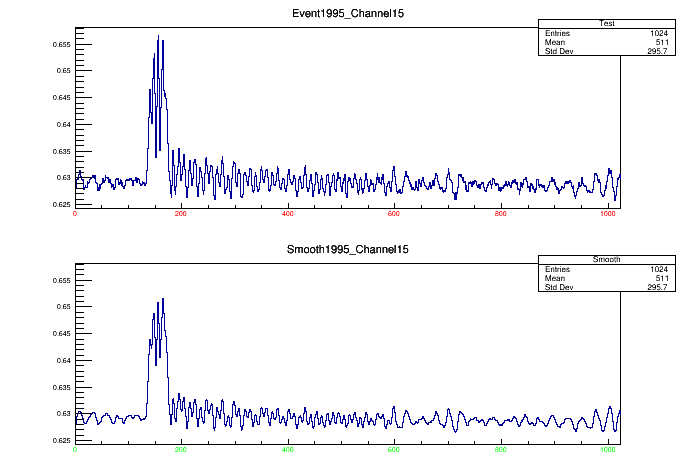 Event1995_Channel15
Test
Entries 1024
Mean 511
Std Dev 295.7
0.655
0.65
0.645
0.64
0.635
0.63
0.625
0 200 400 600 800 1000
Smooth1995_Channel15
Smooth
Entries 1024
Mean 511
Std Dev 295.7
0.655
0.65
0.645
0.64
0.635
0.63
0.625
0 200 400 600 800 1000